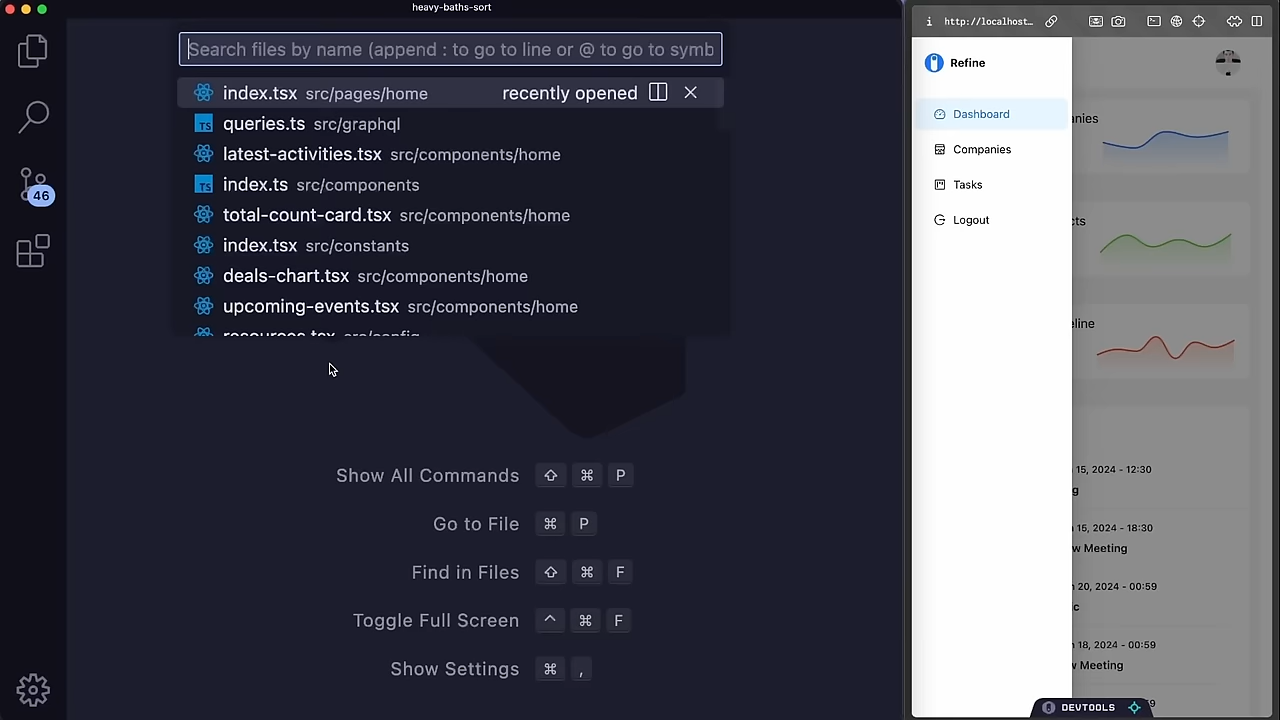 heavy-baths-sort
Search files by name (append : to go to line or @ to go to symb
index.tsx src/pages/home recently opened
queries.ts src/graphql
latest-activities.tsx src/components/home
index.ts src/components
total-count-card.tsx src/components/home
index.tsx src/constants
deals-chart.tsx src/components/home
upcoming-events.tsx src/components/home
resources.tsx src/config
46
Show All Commands ⇧ ⌘ P
Go to File ⌘ P
Find in Files ⇧ ⌘ F
Toggle Full Screen ^ ⌘ F
Show Settings ⌘ ,
http://localhost…
Refine
Dashboard
Companies
Tasks
Logout
anies
cts
eline
15, 2024 - 12:30
g
15, 2024 - 18:30
w Meeting
20, 2024 - 00:59
c
18, 2024 - 00:59
w Meeting
DEVTOOLS